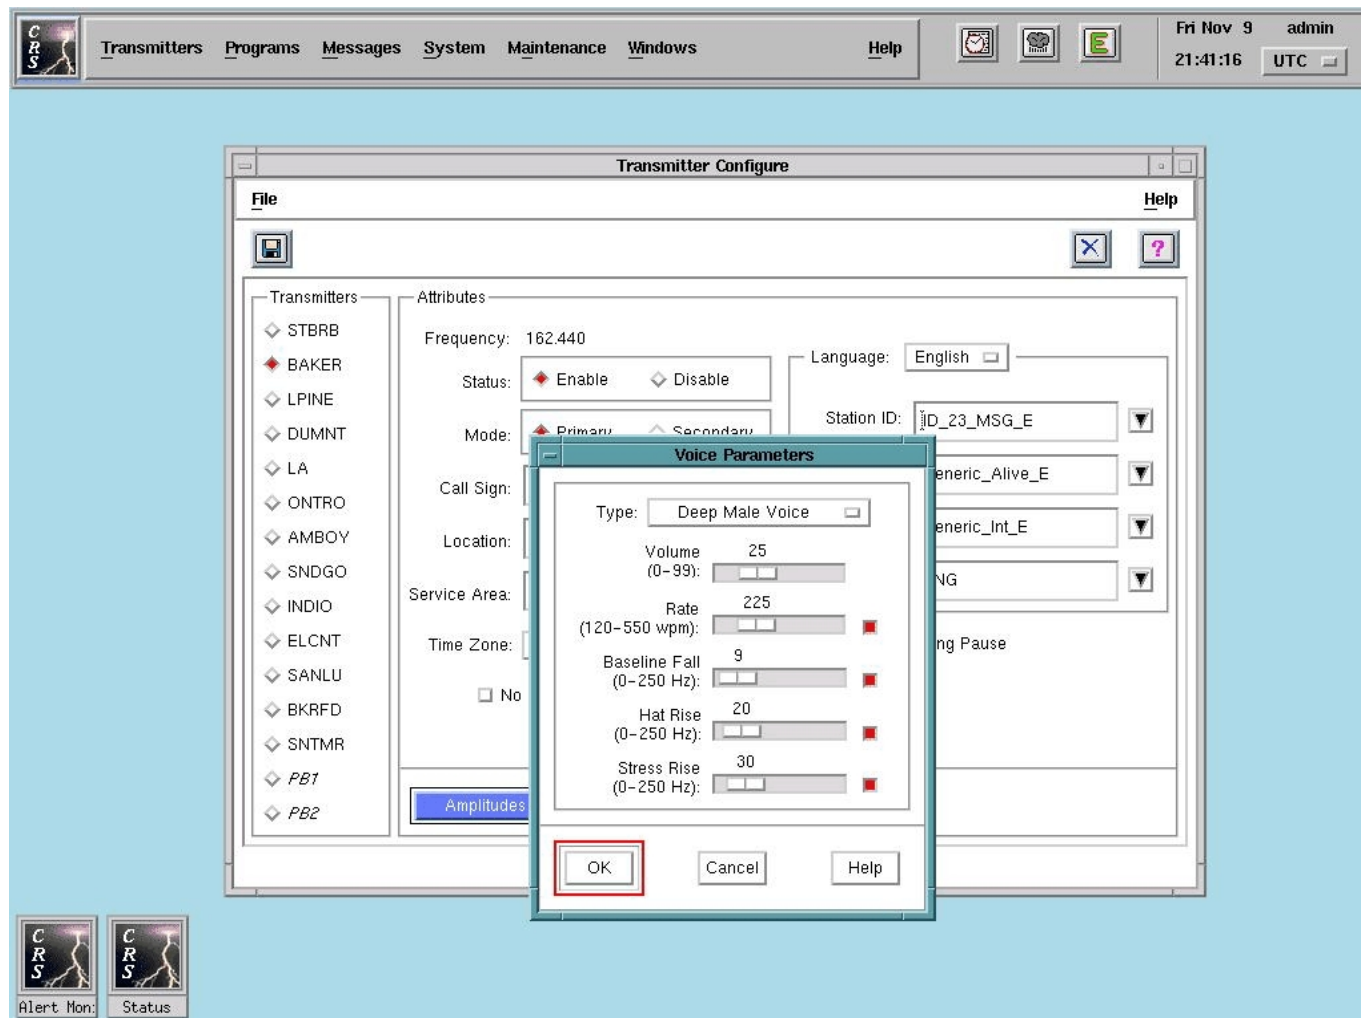 CRS
Transmitters Programs Messages System Maintenance Windows Help
E
Fri Nov 9 admin
21:41:16 UTC
Transmitter Configure
File Help
?
Transmitters
STBRB
BAKER
LPINE
DUMNT
LA
ONTRO
AMBOY
SNDGO
INDIO
ELCNT
SANLU
BKRFD
SNTMR
PB1
PB2
Attributes
Frequency: 162.440
Status: Enable Disable
Mode: Primary Secondary
Call Sign:
Location:
Service Area:
Time Zone:
No
Amplitudes
Language: English
Station ID: ID_23_MSG_E
eneric_Alive_E
eneric_Int_E
NG
ng Pause
Voice Parameters
Type: Deep Male Voice
Volume 25
(0-99):
Rate 225
(120-550 wpm):
Baseline Fall 9
(0-250 Hz):
Hat Rise 20
(0-250 Hz):
Stress Rise 30
(0-250 Hz):
OK Cancel Help
CRS
Alert Mon:
CRS
Status